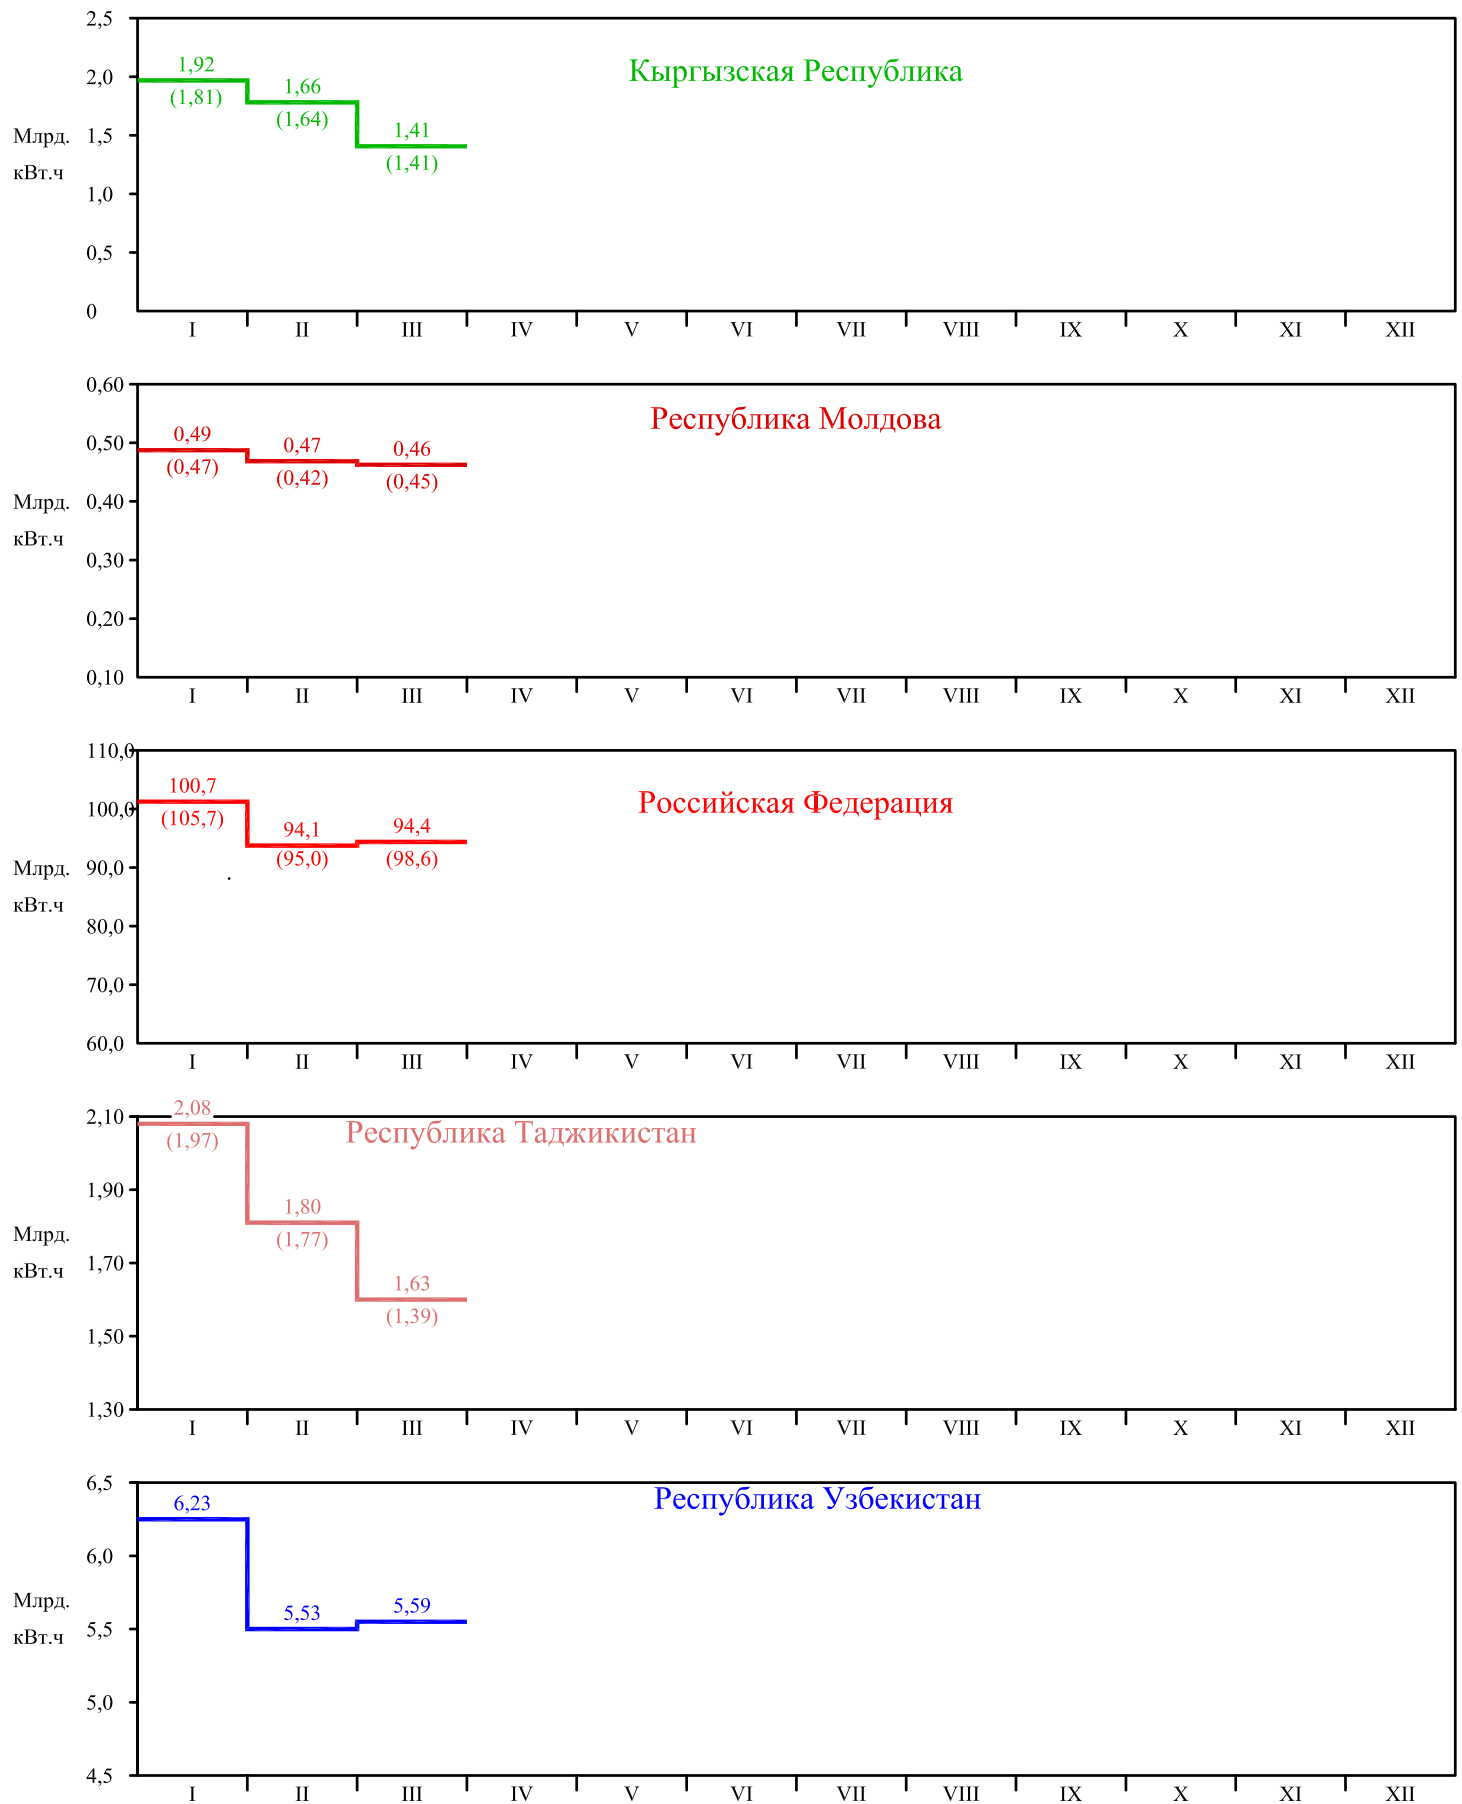 2,5
1,92
Кыргызская Республика
2,0
1,66
(1,81)
(1,64)
1,5
1,41
Млрд.
(1,41)
кВт.ч
1,0
0,5
0
I II III IV V VI VII VIII IX X XI XII
0,60
Республика Молдова
0,49
0,50
0,47
0,46
(0,47)
(0,42)
(0,45)
0,40
Млрд.
кВт.ч
0,30
0,20
0,10
I II III IV V VI VII VIII IX X XI XII
110,0
100,7
Российская Федерация
100,0
(105,7)
94,1
94,4
(95,0)
(98,6)
90,0
Млрд.
кВт.ч
80,0
70,0
60,0
I II III IV V VI VII VIII IX X XI XII
2,08
2,10
Республика Таджикистан
(1,97)
1,90
1,80
Млрд.
(1,77)
1,70
кВт.ч
1,63
(1,39)
1,50
1,30
I II III IV V VI VII VIII IX X XI XII
6,5
Республика Узбекистан
6,23
6,0
Млрд.
5,53
5,59
5,5
кВт.ч
5,0
4,5
I II III IV V VI VII VIII IX X XI XII